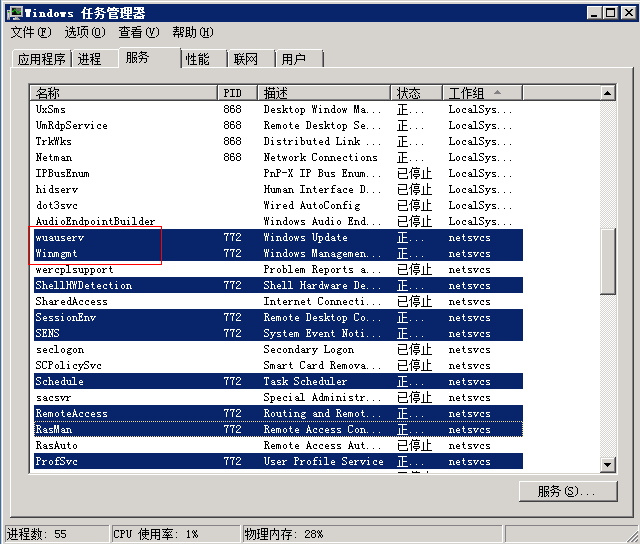 Windows 任务管理器
文件(F) 选项(O) 查看(V) 帮助(H)
应用程序 进程 服务 性能 联网 用户
名称 PID 描述 状态 工作组
UxSms 868 Desktop Window Ma... 正... LocalSys...
UmRdpService 868 Remote Desktop Se... 正... LocalSys...
TrkWks 868 Distributed Link ... 正... LocalSys...
Netman 868 Network Connections 正... LocalSys...
IPBusEnum PnP-X IP Bus Enum... 已停止 LocalSys...
hidserv Human Interface D... 已停止 LocalSys...
dot3svc Wired AutoConfig 已停止 LocalSys...
AudioEndpointBuilder Windows Audio End... 已停止 LocalSys...
wuauserv 772 Windows Update 正... netsvcs
Winmgmt 772 Windows Managemen... 正... netsvcs
wercplsupport Problem Reports a... 已停止 netsvcs
ShellHWDetection 772 Shell Hardware De... 正... netsvcs
SharedAccess Internet Connecti... 已停止 netsvcs
SessionEnv 772 Remote Desktop Co... 正... netsvcs
SENS 772 System Event Noti... 正... netsvcs
seclogon Secondary Logon 已停止 netsvcs
SCPolicySvc Smart Card Remova... 已停止 netsvcs
Schedule 772 Task Scheduler 正... netsvcs
sacsvr Special Administr... 已停止 netsvcs
RemoteAccess 772 Routing and Remot... 正... netsvcs
RasMan 772 Remote Access Con... 正... netsvcs
RasAuto Remote Access Aut... 已停止 netsvcs
ProfSvc 772 User Profile Service 正... netsvcs
服务(S)...
进程数: 55 CPU 使用率: 1% 物理内存: 28%